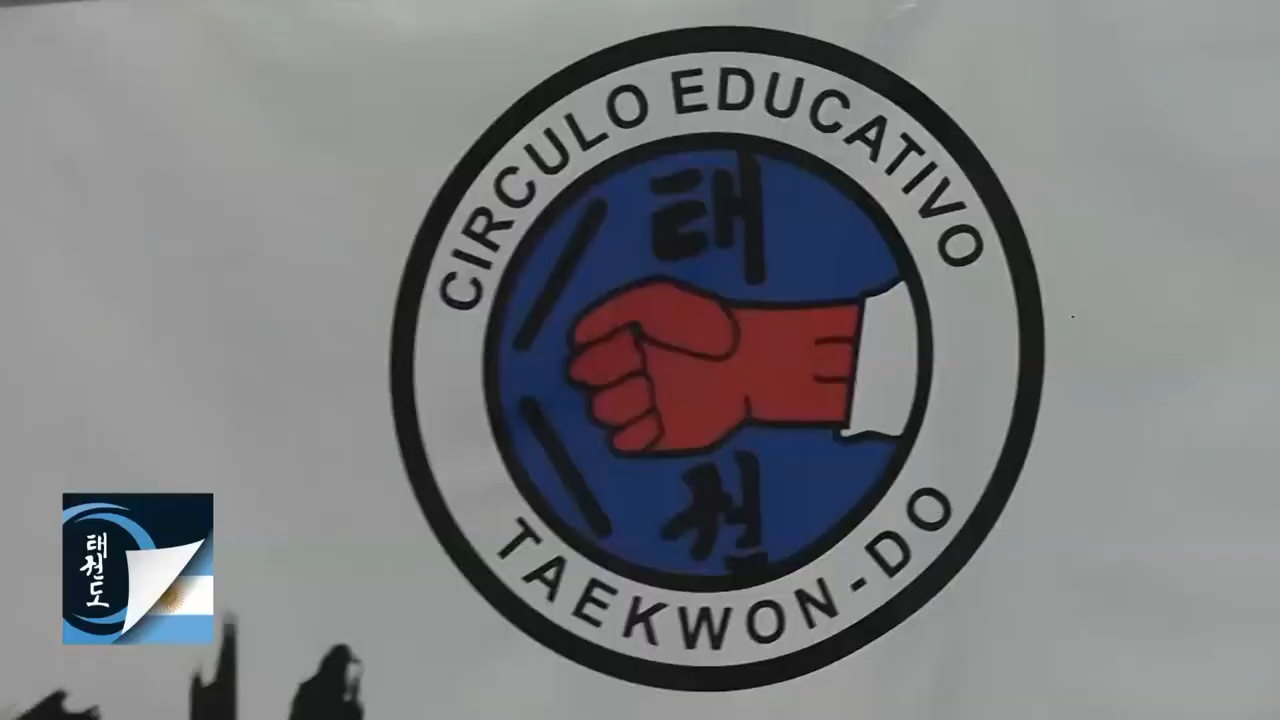 CIRCULO EDUCATIVO
태
권
TAEKWON-DO
태권도